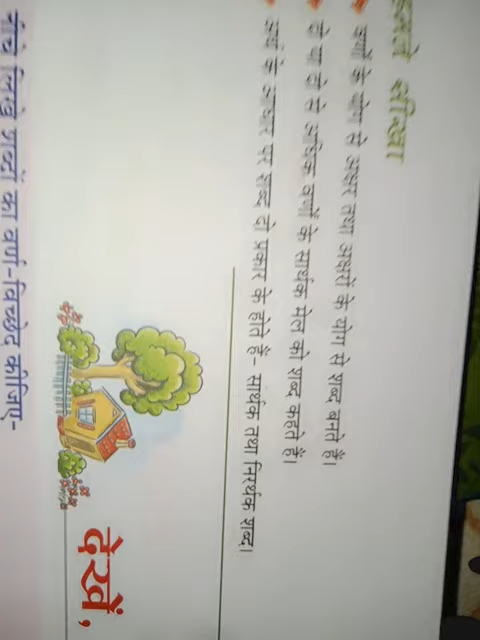 हमने सीखा
वर्णों के योग से अक्षर तथा अक्षरों के योग से शब्द बनते हैं।
दो या दो से अधिक वर्णों के सार्थक मेल को शब्द कहते हैं।
अर्थ के आधार पर शब्द दो प्रकार के होते हैं- सार्थक तथा निरर्थक शब्द।
देखें,
नीचे लिखे शब्दों का वर्ण-विच्छेद कीजिए-